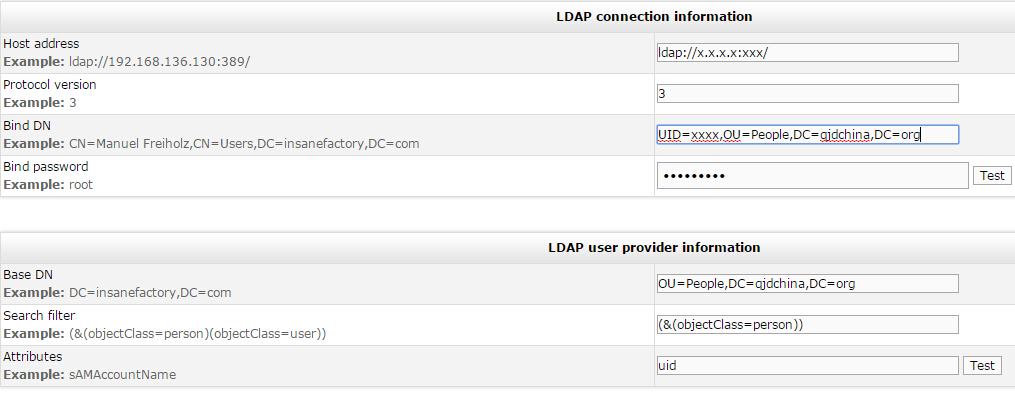 LDAP connection information
Host address
Example: ldap://192.168.136.130:389/
ldap://x.x.x.x:xxx/
Protocol version
Example: 3
3
Bind DN
Example: CN=Manuel Freiholz,CN=Users,DC=insanefactory,DC=com
UID=xxxx,OU=People,DC=qjdchina,DC=org
Bind password
Example: root
•••••••••
Test
LDAP user provider information
Base DN
Example: DC=insanefactory,DC=com
OU=People,DC=qjdchina,DC=org
Search filter
Example: (&(objectClass=person)(objectClass=user))
(&(objectClass=person))
Attributes
Example: sAMAccountName
uid
Test